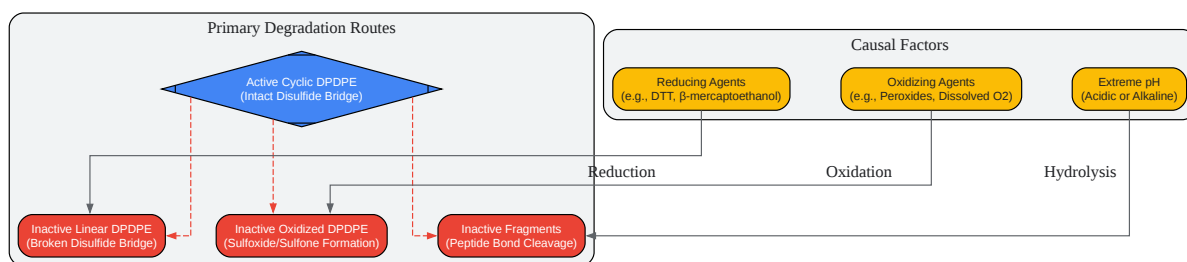 Primary Degradation Routes
Causal Factors
Active Cyclic DPDPE
(Intact Disulfide Bridge)
Reducing Agents
(e.g., DTT, β-mercaptoethanol)
Oxidizing Agents
(e.g., Peroxides, Dissolved O2)
Extreme pH
(Acidic or Alkaline)
Reduction
Oxidation
Hydrolysis
Inactive Linear DPDPE
(Broken Disulfide Bridge)
Inactive Oxidized DPDPE
(Sulfoxide/Sulfone Formation)
Inactive Fragments
(Peptide Bond Cleavage)